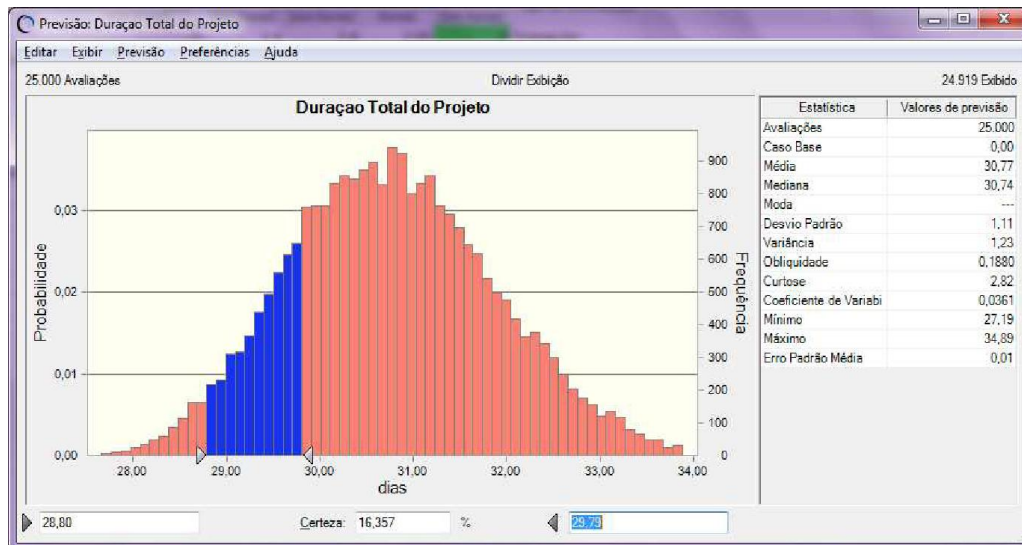 Previsão: Duraçao Total do Projeto
Editar Exibir Previsão Preferências Ajuda
25.000 Avaliações Dividir Exibição 24.919 Exibido
Duraçao Total do Projeto
Probabilidade
0,03
0,02
0,01
0,00
Frequência
900
800
700
600
500
400
300
200
100
0
28,00 29,00 30,00 31,00 32,00 33,00 34,00
dias
Estatística Valores de previsão
Avaliações 25.000
Caso Base 0,00
Média 30,77
Mediana 30,74
Moda ---
Desvio Padrão 1,11
Variância 1,23
Obliquidade 0,1880
Curtose 2,82
Coeficiente de Variabi 0,0361
Mínimo 27,19
Máximo 34,89
Erro Padrão Média 0,01
28,80 Certeza: 16,357 % 29,79